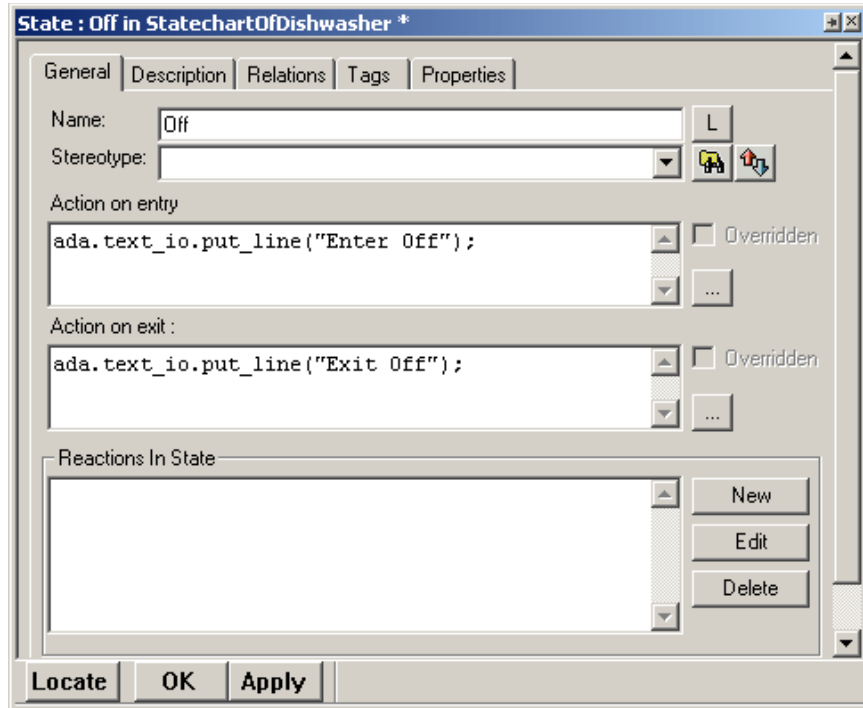 State : Off in StatechartOfDishwasher *
General Description Relations Tags Properties
Name: Off L
Stereotype:
Action on entry
ada.text_io.put_line("Enter Off");
Overridden
...
Action on exit :
ada.text_io.put_line("Exit Off");
Overridden
...
Reactions In State
New
Edit
Delete
Locate OK Apply